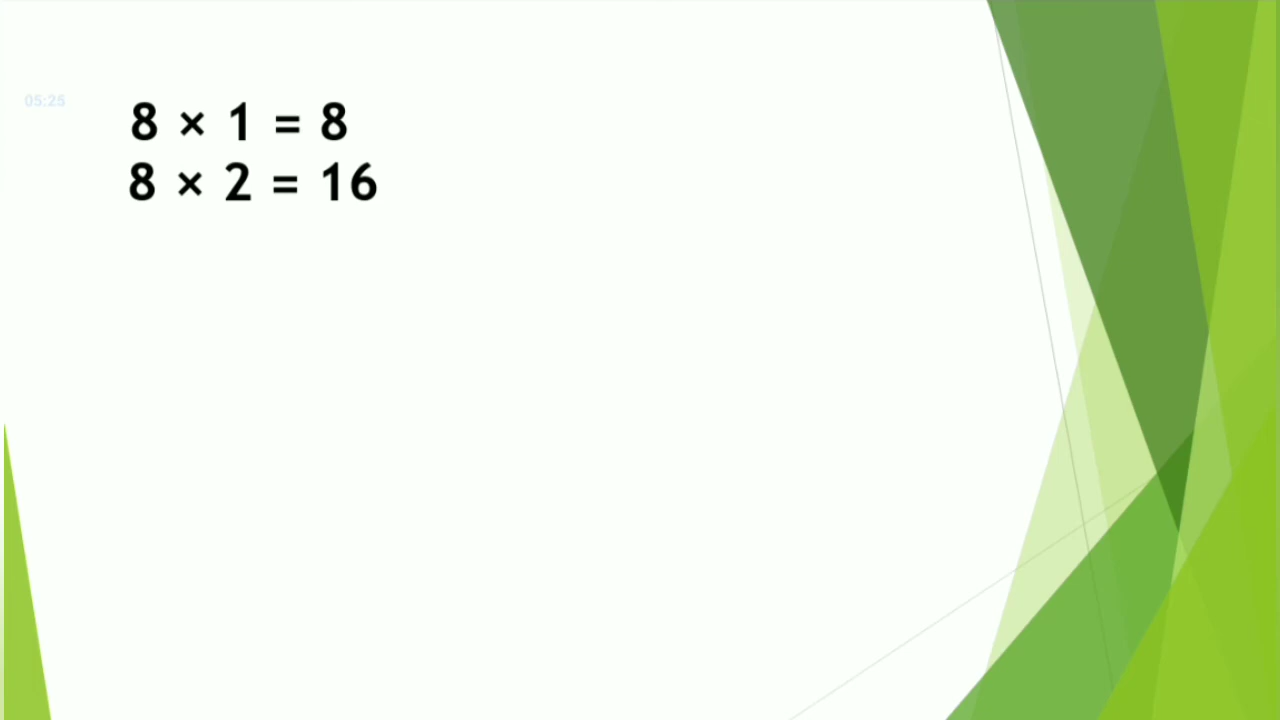 05:25
8 × 1 = 8
8 × 2 = 16